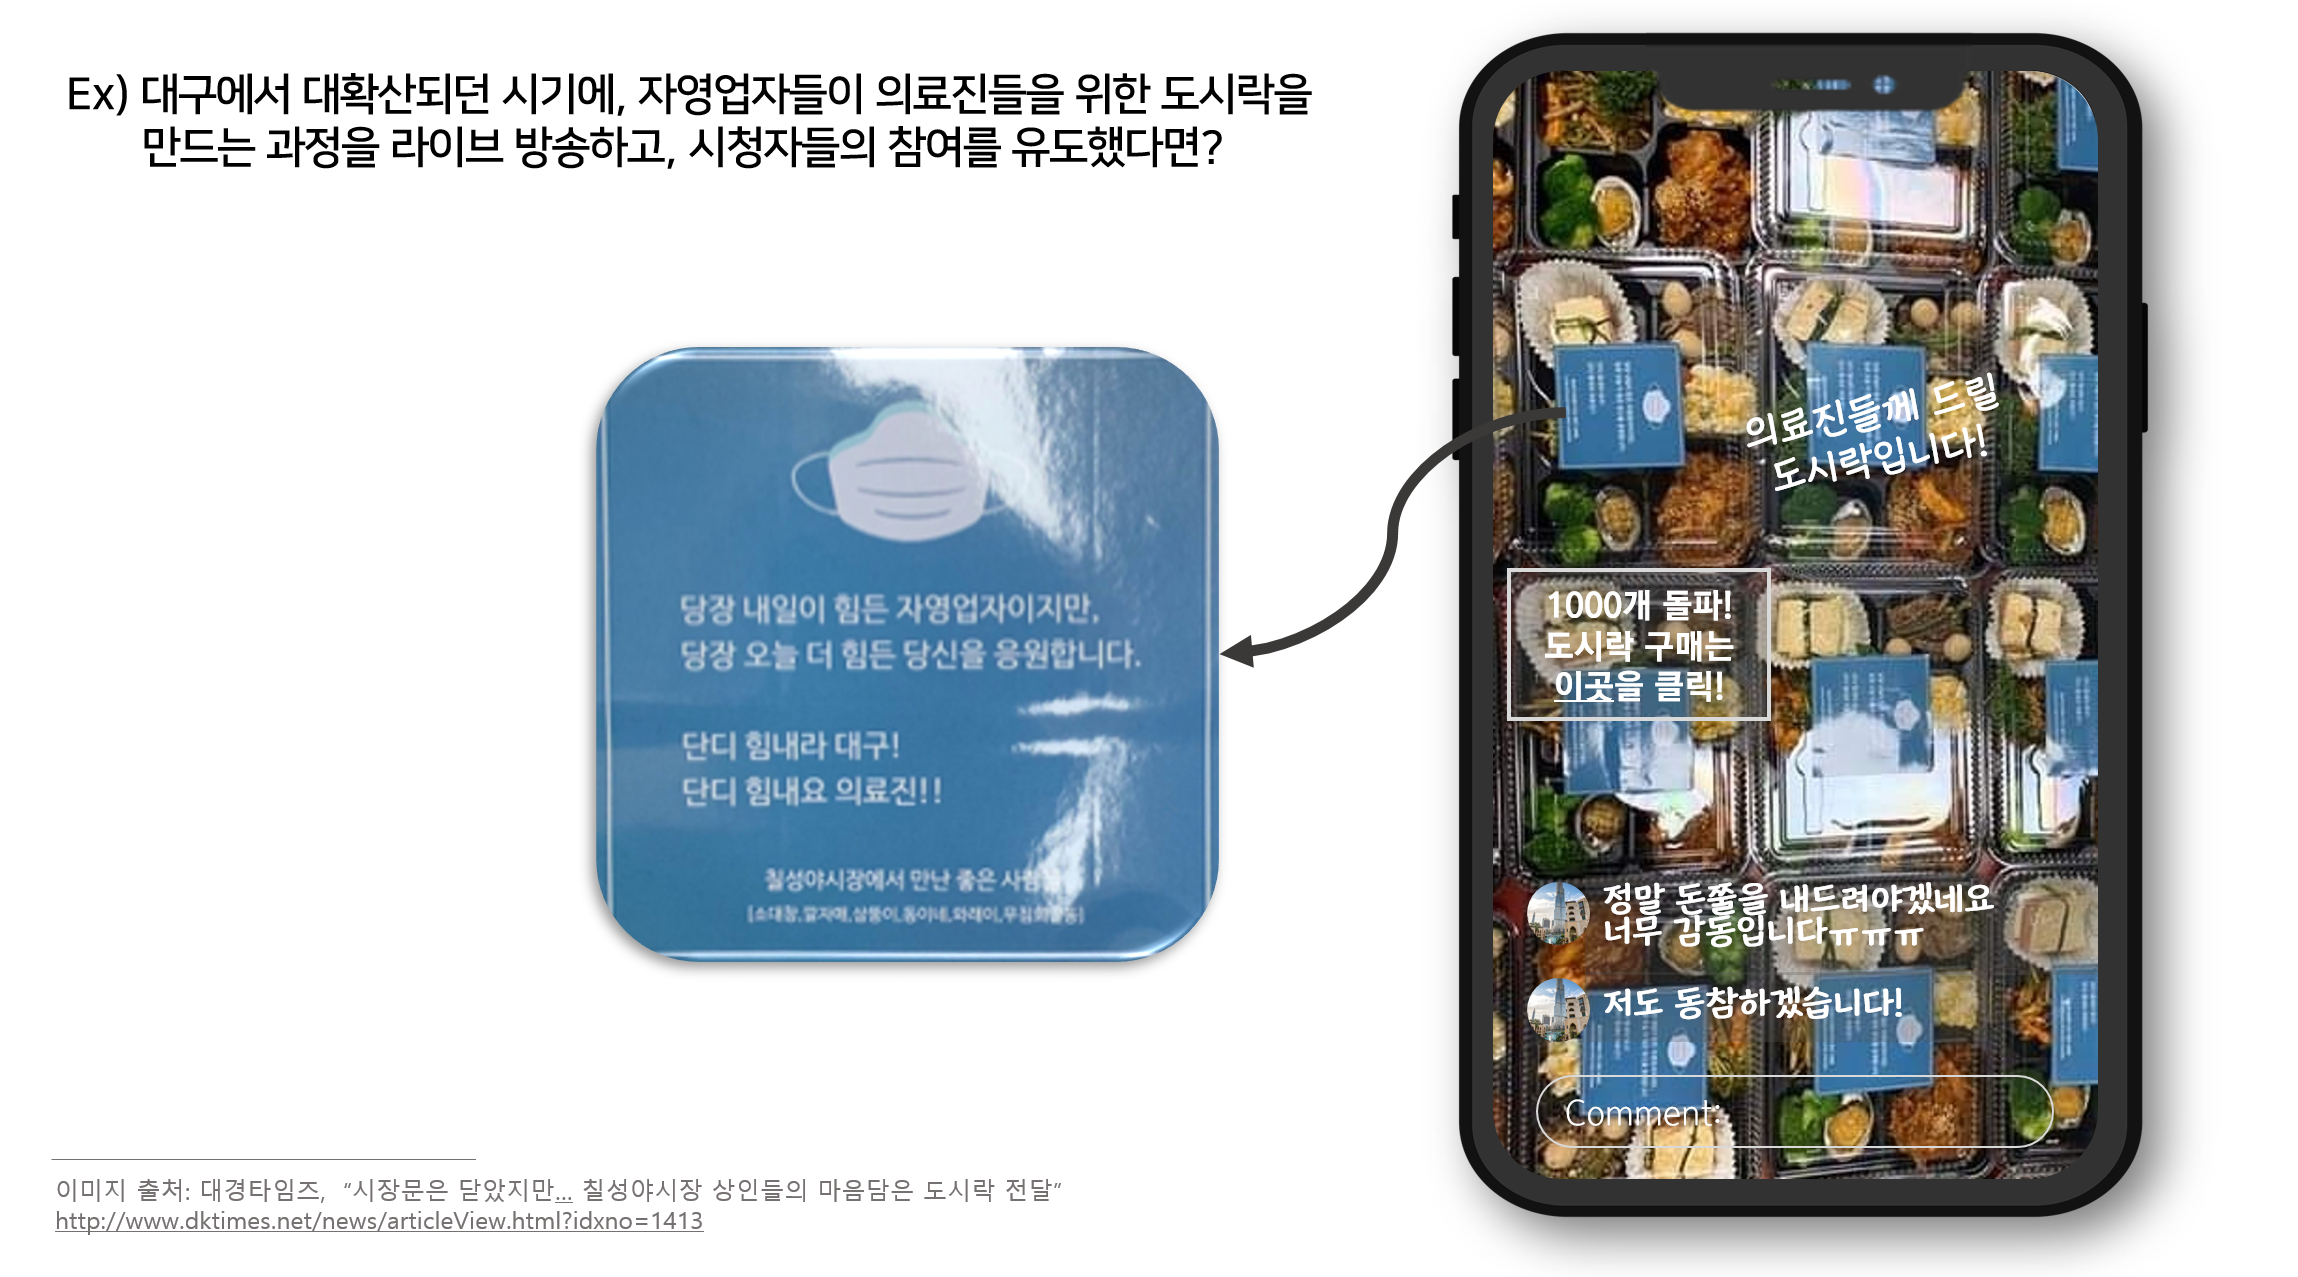 Ex) 대구에서 대확산되던 시기에, 자영업자들이 의료진들을 위한 도시락을
만드는 과정을 라이브 방송하고, 시청자들의 참여를 유도했다면?
당장 내일이 힘든 자영업자이지만,
당장 오늘 더 힘든 당신을 응원합니다.
단디 힘내라 대구!
단디 힘내요 의료진!!
칠성야시장에서 만난 좋은
의료진들께 드릴
도시락입니다!
1000개 돌파!
도시락 구매는
이곳을 클릭!
정말 돈쭐을 내드려야겠네요
너무 감동입니다ㅠㅠㅠ
저도 동참하겠습니다!
Comment:
이미지 출처: 대경타임즈, “시장문은 닫았지만... 칠성야시장 상인들의 마음담은 도시락 전달”
http://www.dktimes.net/news/articleView.html?idxno=1413